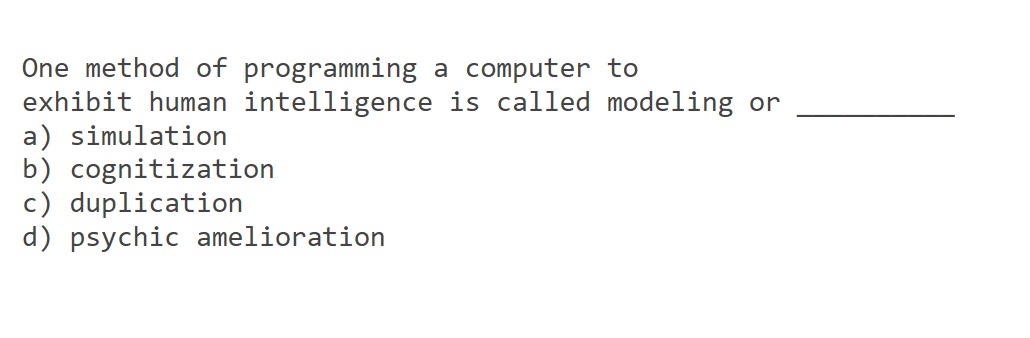 One method of programming a computer to
exhibit human intelligence is called modeling or __________
a) simulation
b) cognitization
c) duplication
d) psychic amelioration